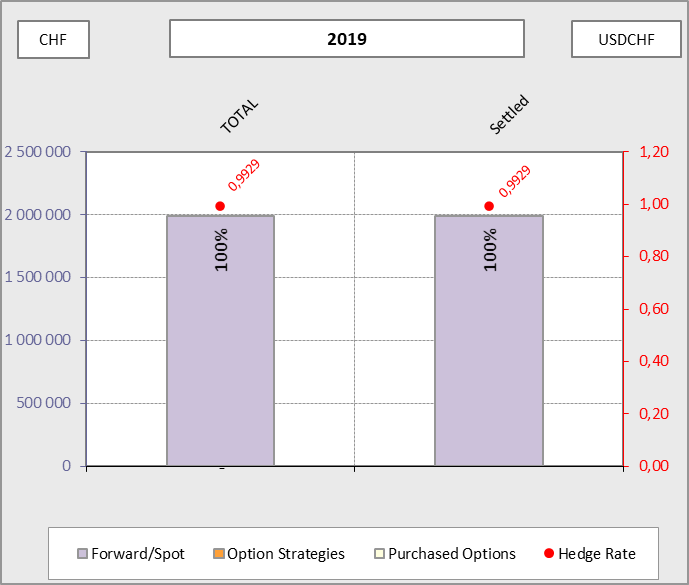 CHF
2019
USDCHF
TOTAL
Settled
2 500 000
2 000 000
1 500 000
1 000 000
500 000
0
1,20
1,00
0,80
0,60
0,40
0,20
0,00
0,9929
0,9929
100%
100%
-
Forward/Spot
Option Strategies
Purchased Options
Hedge Rate